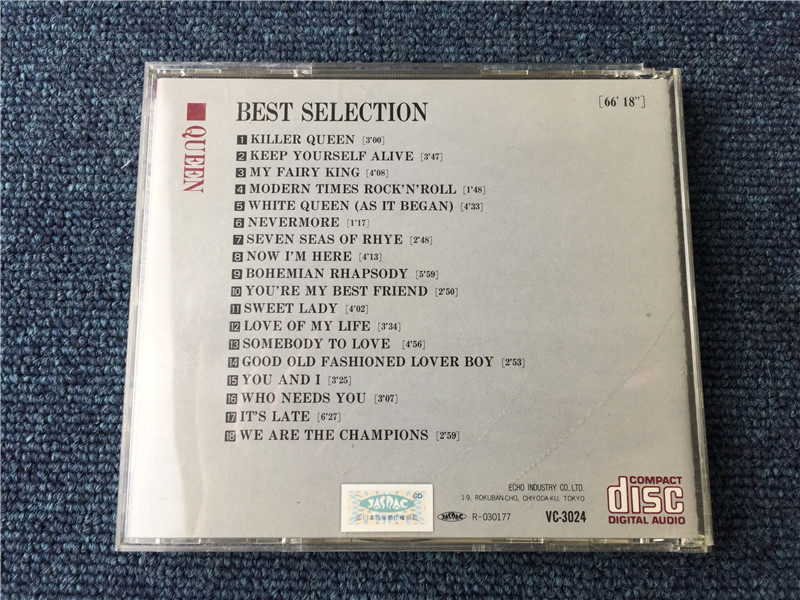 QUEEN
BEST SELECTION
[66' 18"]
1 KILLER QUEEN [3'00]
2 KEEP YOURSELF ALIVE [3'47]
3 MY FAIRY KING [4'08]
4 MODERN TIMES ROCK'N'ROLL [1'48]
5 WHITE QUEEN (AS IT BEGAN) [4'33]
6 NEVERMORE [1'17]
7 SEVEN SEAS OF RHYE [2'48]
8 NOW I'M HERE [4'13]
9 BOHEMIAN RHAPSODY [5'59]
10 YOU'RE MY BEST FRIEND [2'50]
11 SWEET LADY [4'02]
12 LOVE OF MY LIFE [3'34]
13 SOMEBODY TO LOVE [4'56]
14 GOOD OLD FASHIONED LOVER BOY [2'53]
15 YOU AND I [3'25]
16 WHO NEEDS YOU [3'07]
17 IT'S LATE [6'27]
18 WE ARE THE CHAMPIONS [2'59]
ECHO INDUSTRY CO., LTD.
1-9, ROKUBAN-CHO, CHIYODA-KU, TOKYO
JASRAC R-030177 VC-3024
COMPACT
disc
DIGITAL AUDIO
CD
JASRAC